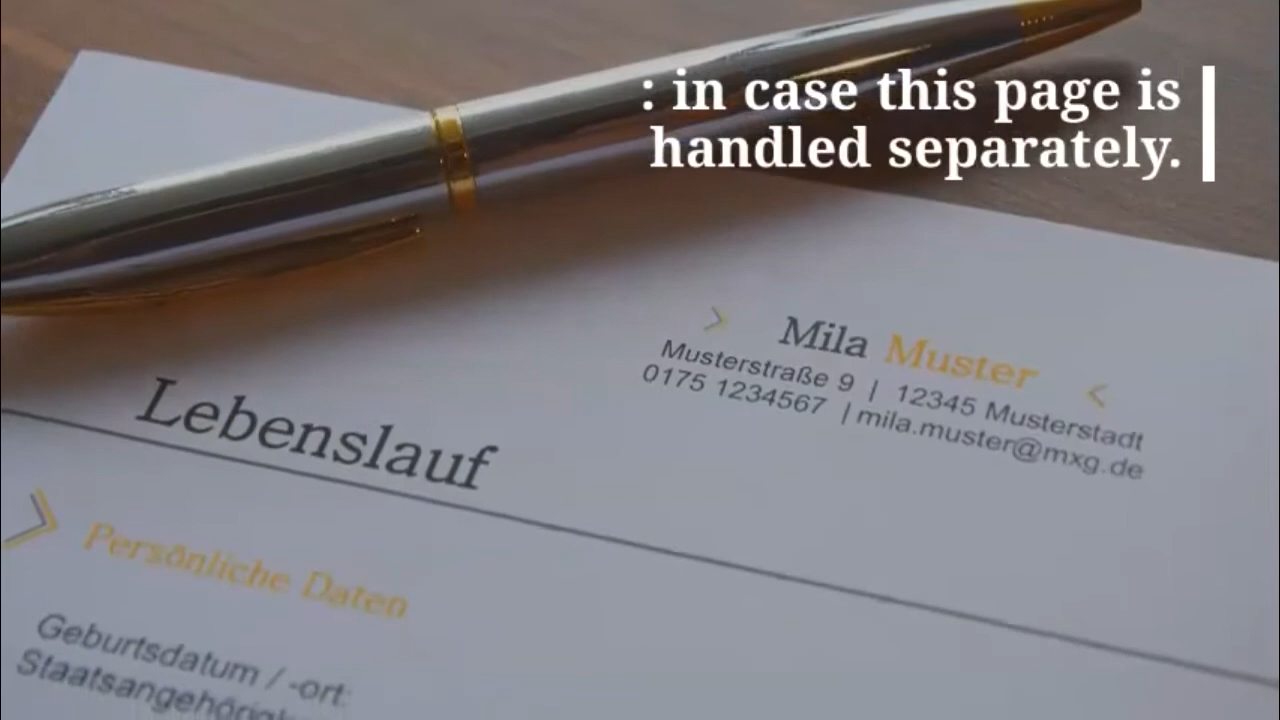 : in case this page is
handled separately.
Mila Muster
Musterstraße 9 | 12345 Musterstadt
0175 1234567 | mila.muster@mxg.de
Lebenslauf
Persönliche Daten
Geburtsdatum / -ort: